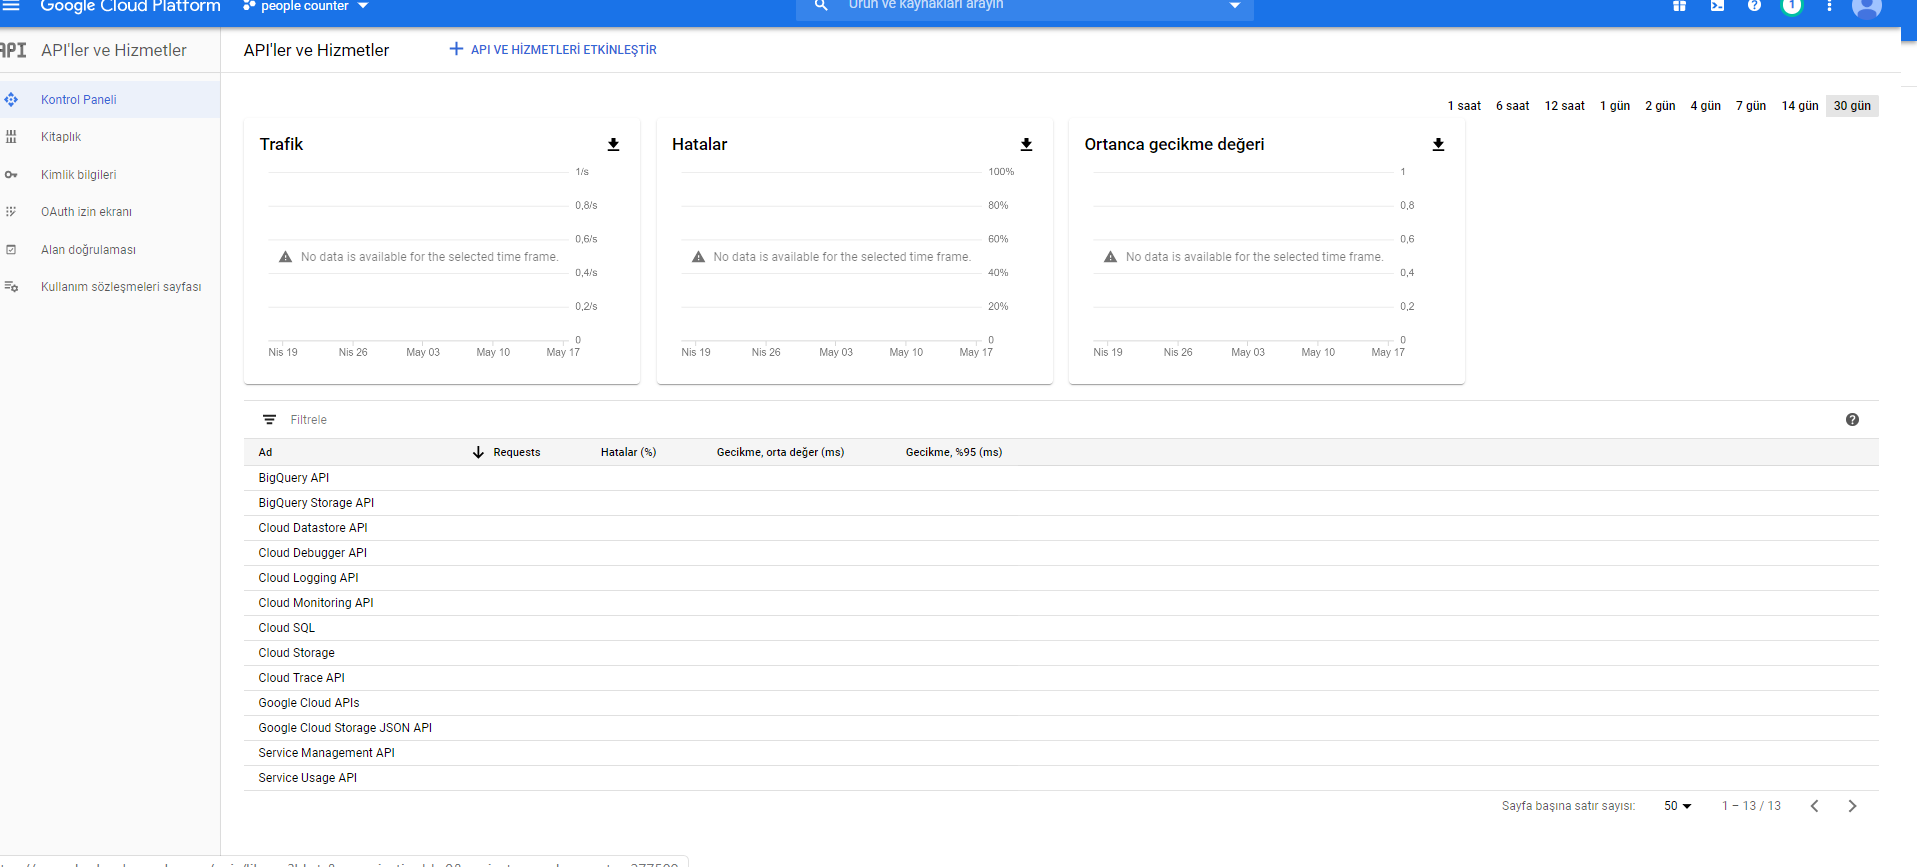 Google Cloud Platform
people counter
Ürün ve kaynakları arayın
1
API API'ler ve Hizmetler
API'ler ve Hizmetler
API VE HİZMETLERİ ETKİNLEŞTİR
Kontrol Paneli
Kitaplık
Kimlik bilgileri
OAuth izin ekranı
Alan doğrulaması
Kullanım sözleşmeleri sayfası
1 saat 6 saat 12 saat 1 gün 2 gün 4 gün 7 gün 14 gün 30 gün
Trafik
1/s
0,8/s
0,6/s
No data is available for the selected time frame.
0,4/s
0,2/s
0
Nis 19 Nis 26 May 03 May 10 May 17
Hatalar
100%
80%
60%
No data is available for the selected time frame.
40%
20%
0
Nis 19 Nis 26 May 03 May 10 May 17
Ortanca gecikme değeri
1
0,8
0,6
No data is available for the selected time frame.
0,4
0,2
0
Nis 19 Nis 26 May 03 May 10 May 17
Filtrele
Ad Requests Hatalar (%) Gecikme, orta değer (ms) Gecikme, %95 (ms)
BigQuery API
BigQuery Storage API
Cloud Datastore API
Cloud Debugger API
Cloud Logging API
Cloud Monitoring API
Cloud SQL
Cloud Storage
Cloud Trace API
Google Cloud APIs
Google Cloud Storage JSON API
Service Management API
Service Usage API
Sayfa başına satır sayısı: 50 1 – 13 / 13